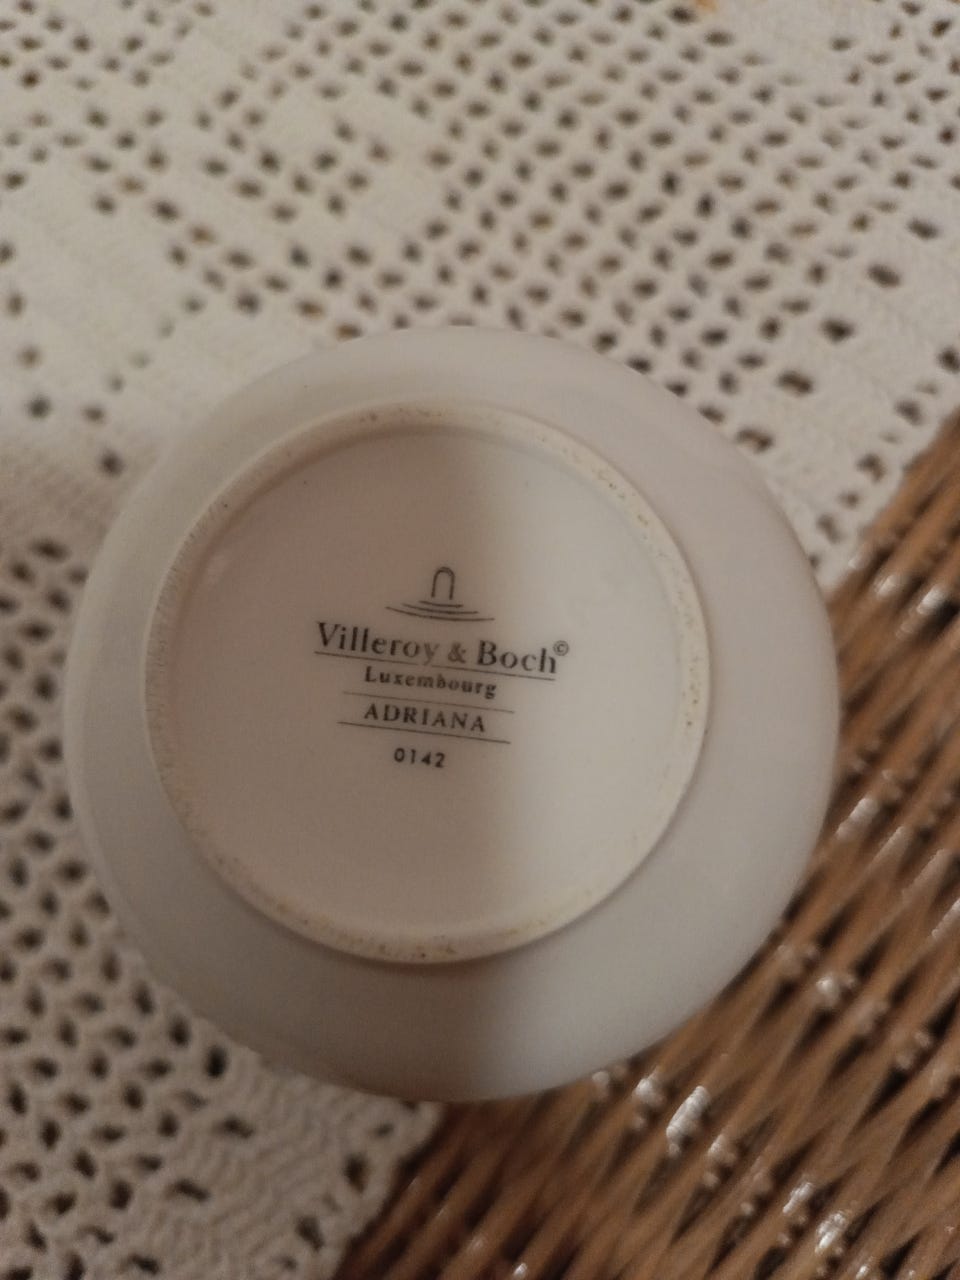 Villeroy & Boch©
Luxembourg
ADRIANA
0142